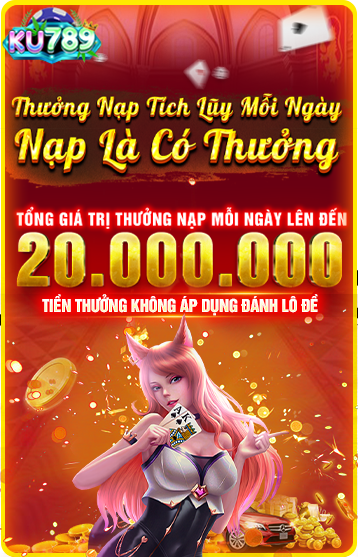 KU789
Thưởng Nạp Tích Lũy Mỗi Ngày
Nạp Là Có Thưởng
TỔNG GIÁ TRỊ THƯỞNG NẠP MỖI NGÀY LÊN ĐẾN
20.000.000
TIỀN THƯỞNG KHÔNG ÁP DỤNG ĐÁNH LÔ ĐỀ
A K